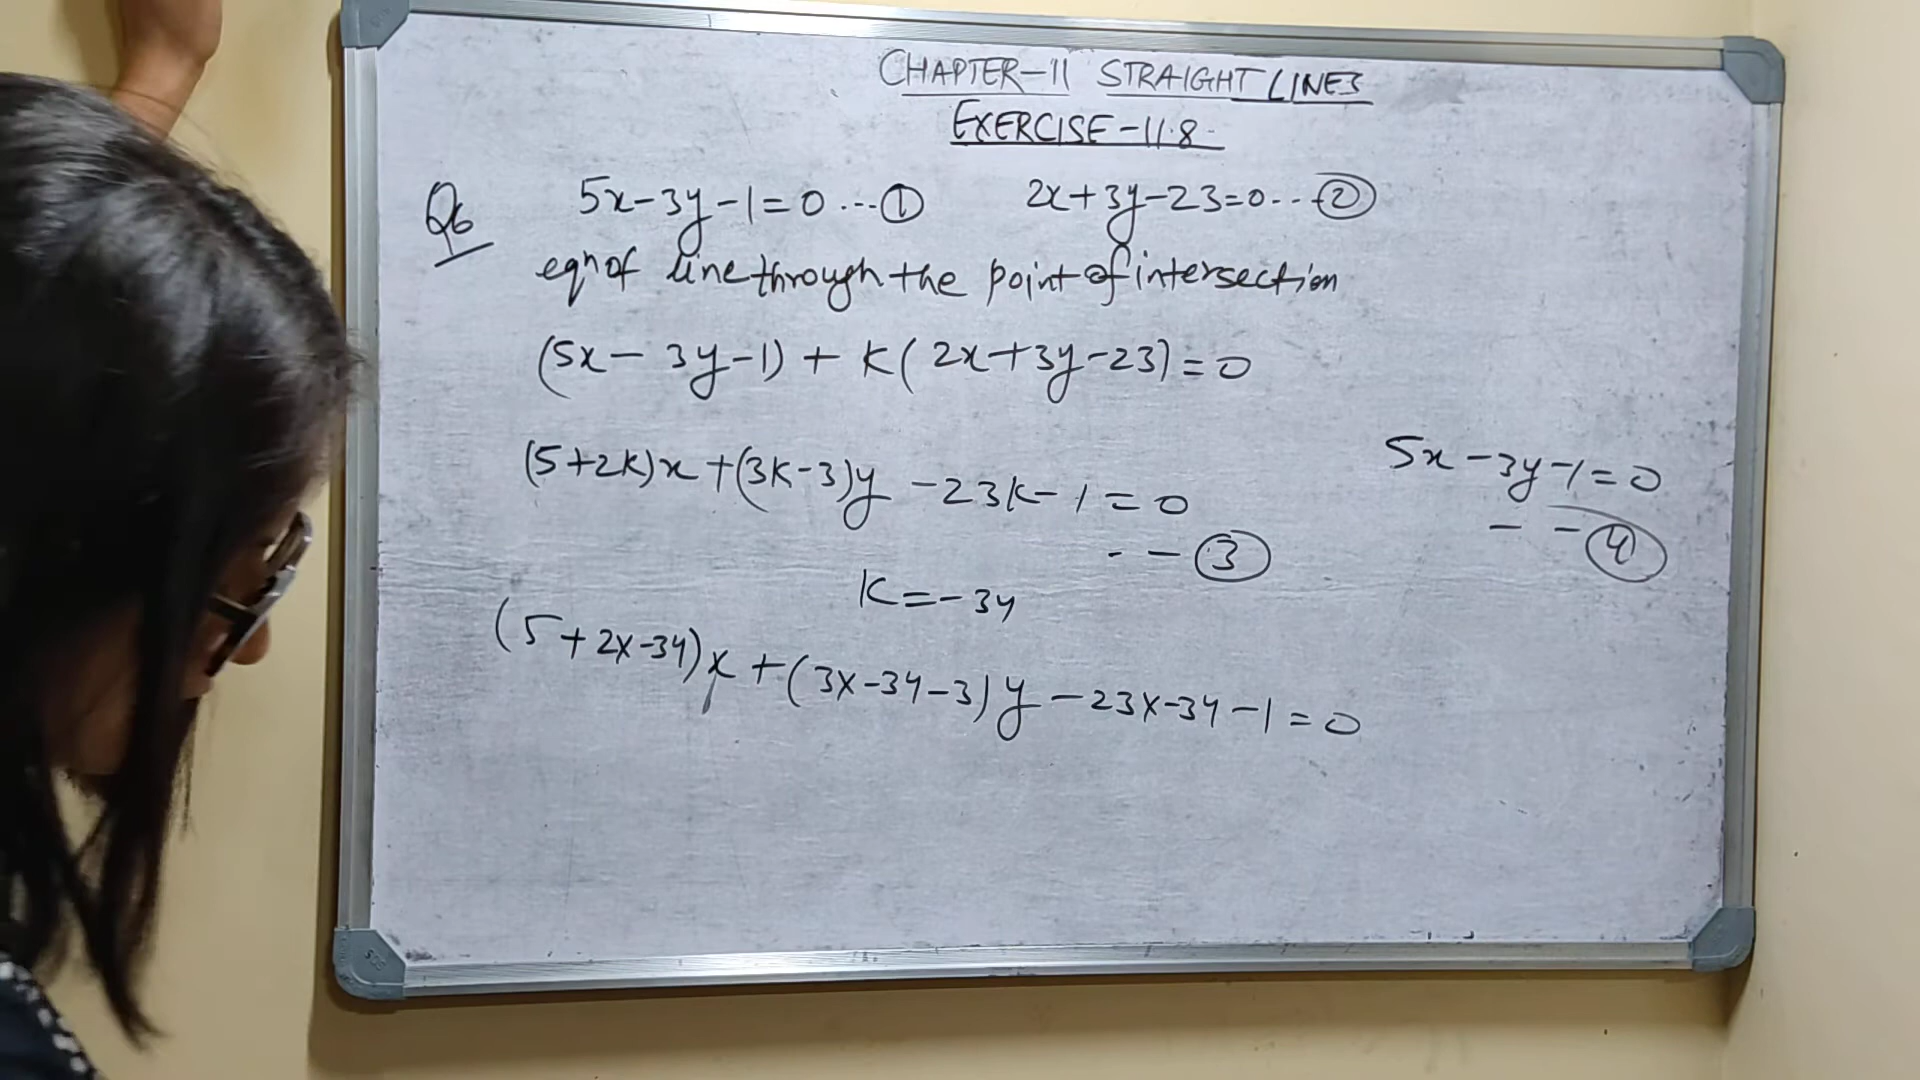 CHAPTER-11 STRAIGHT LINES
EXERCISE-11.8
Q6 5x-3y-1=0 ...① 2x+3y-23=0...②
eqn of line through the point of intersection
(5x-3y-1)+K(2x+3y-23)=0
(5+2K)x+(3K-3)y-23K-1=0
--③
5x-3y-1=0
--④
K=-34
(5+2x-34)x+(3x-34-3)y-23x-34-1=0